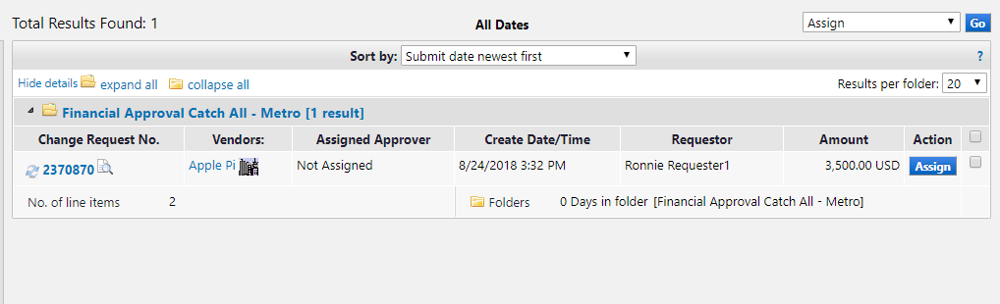 Total Results Found: 1
All Dates
Assign
Go
Sort by: Submit date newest first
?
Hide details expand all collapse all
Results per folder: 20
Financial Approval Catch All - Metro [1 result]
Change Request No. Vendors: Assigned Approver Create Date/Time Requestor Amount Action
2370870 Apple Pi Not Assigned 8/24/2018 3:32 PM Ronnie Requester1 3,500.00 USD Assign
No. of line items 2 Folders 0 Days in folder [Financial Approval Catch All - Metro]